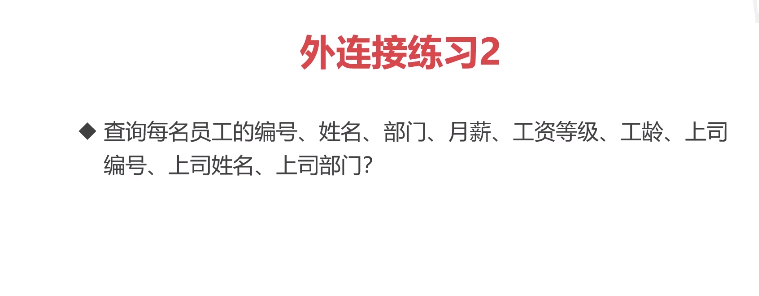 外连接练习2
◆ 查询每名员工的编号、姓名、部门、月薪、工资等级、工龄、上司
编号、上司姓名、上司部门？